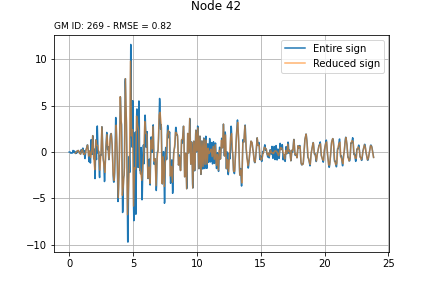 Node 42
GM ID: 269 - RMSE = 0.82
Entire sign
Reduced sign
10
5
0
−5
−10
0 5 10 15 20 25